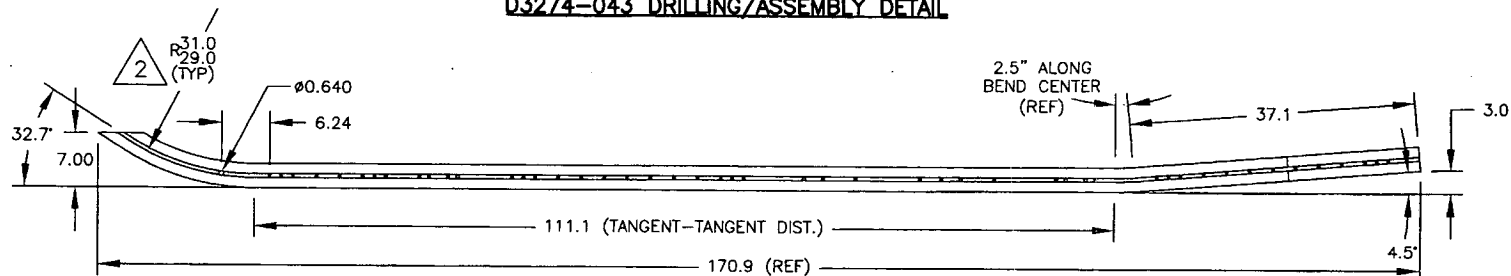 D3274-043 DRILLING/ASSEMBLY DETAIL
2
R31.0
29.0
(TYP)
ø0.640
2.5" ALONG
BEND CENTER
(REF)
37.1
3.0
32.7°
7.00
6.24
111.1 (TANGENT-TANGENT DIST.)
4.5°
170.9 (REF)